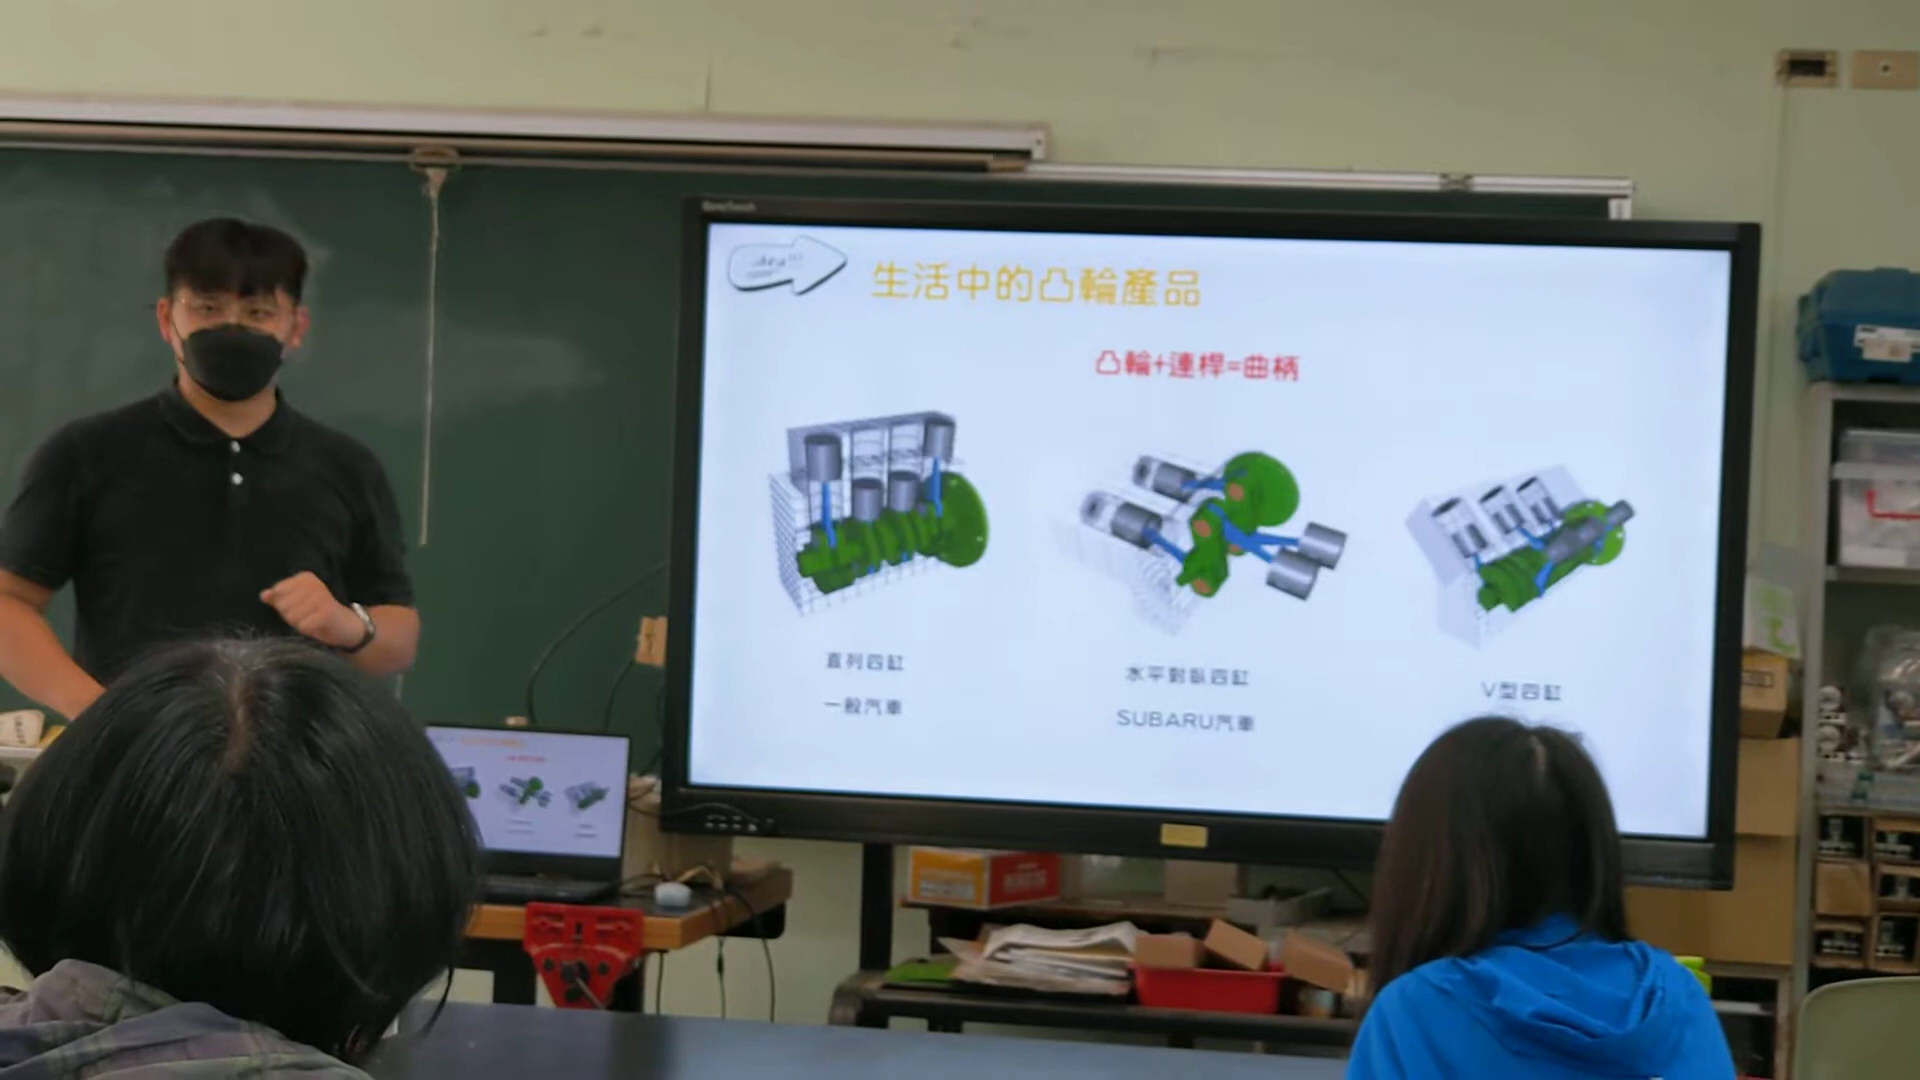 生活中的凸輪產品
凸輪+連桿=曲柄
直列四缸
一般汽車
水平對臥四缸
SUBARU汽車
V型四缸